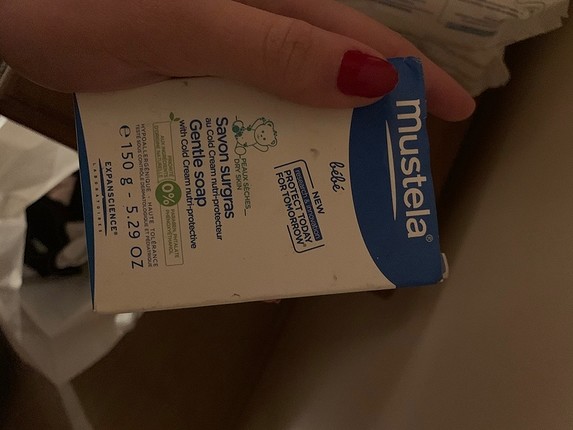 mustela®
bébé
NEW
PROTECT TODAY
FOR TOMORROW
PEAUX SÈCHES
DRY SKIN
Savon surgras
au Cold Cream nutri-protecteur
Gentle soap
with Cold Cream nutri-protective
0%
HYPOALLERGÉNIQUE HAUTE TOLÉRANCE
e 150 g - 5.29 OZ
EXPANSCIENCE®
LABORATOIRES